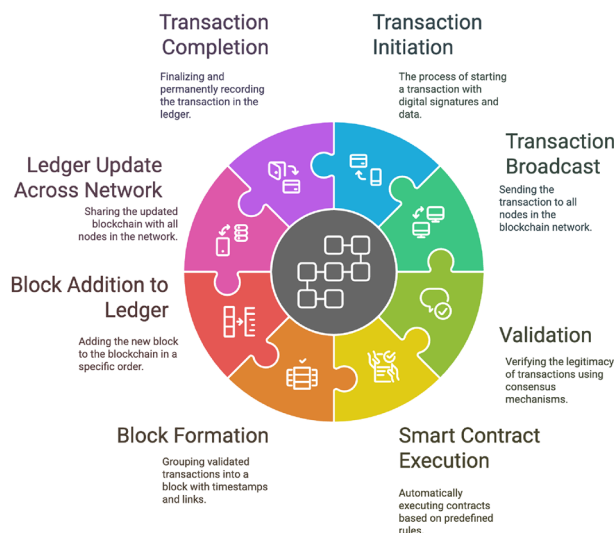 Transaction
Completion
Finalizing and
permanently recording
the transaction in the
ledger.
Transaction
Initiation
The process of starting
a transaction with
digital signatures and
data.
Transaction
Broadcast
Sending the
transaction to all
nodes in the
blockchain network.
Validation
Verifying the legitimacy
of transactions using
consensus
mechanisms.
Smart Contract
Execution
Automatically
executing contracts
based on predefined
rules.
Block Formation
Grouping validated
transactions into a
block with timestamps
and links.
Block Addition to
Ledger
Adding the new block
to the blockchain in a
specific order.
Ledger Update
Across Network
Sharing the updated
blockchain with all
nodes in the network.